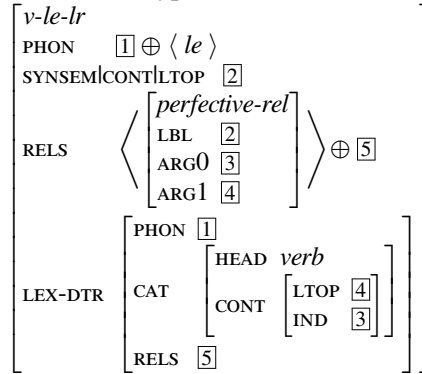 v-le-lr
PHON 1 ⊕ ⟨ le ⟩
SYNSEM|CONT|LTOP 2
perfective-rel
LBL 2
RELS ⟨ ARG0 3 ⟩ ⊕ 5
ARG1 4
PHON 1
HEAD verb
LEX-DTR CAT CONT LTOP 4
IND 3
RELS 5